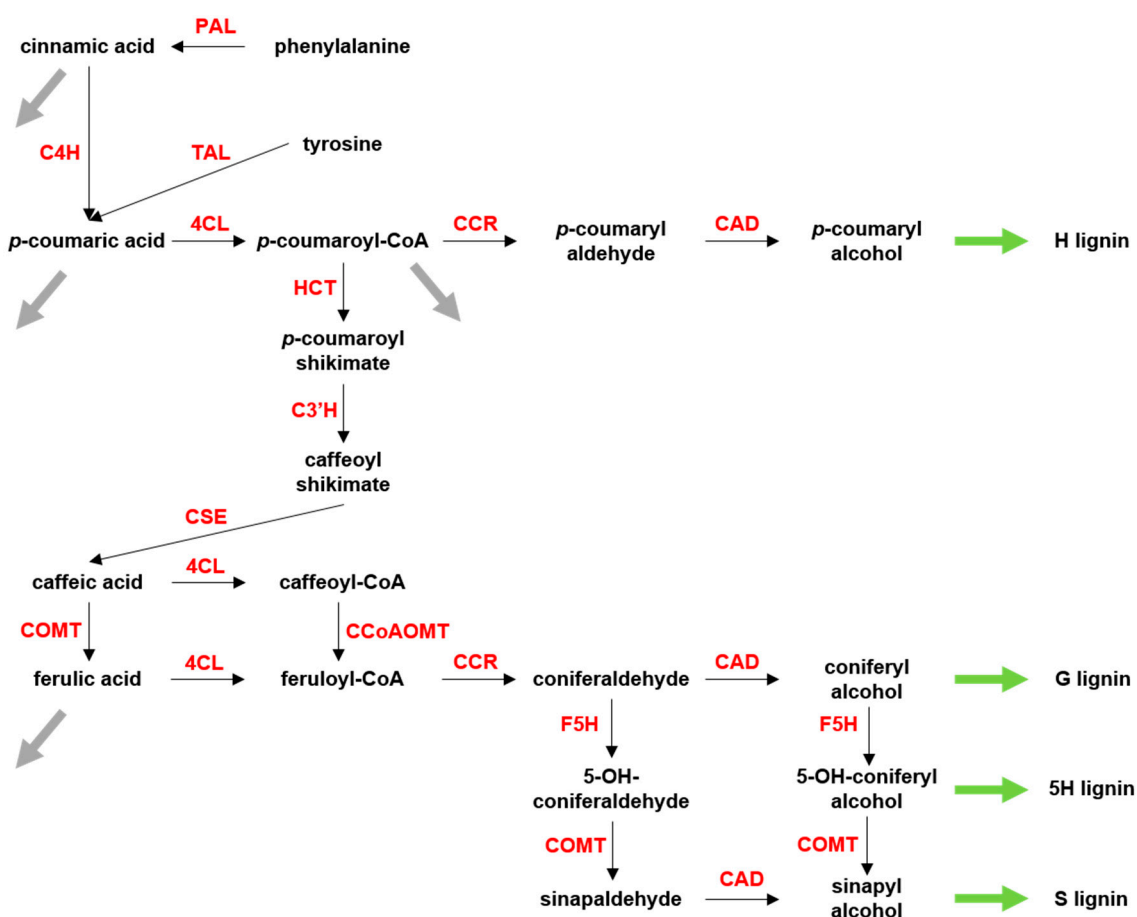 PAL
cinnamic acid phenylalanine
C4H TAL tyrosine
4CL CCR CAD
p-coumaric acid p-coumaroyl-CoA p-coumaryl p-coumaryl H lignin
aldehyde alcohol
HCT
p-coumaroyl
shikimate
C3'H
caffeoyl
shikimate
CSE
4CL
caffeic acid caffeoyl-CoA
COMT CCoAOMT
4CL CCR CAD
ferulic acid feruloyl-CoA coniferaldehyde coniferyl G lignin
alcohol
F5H F5H
5-OH- 5-OH-coniferyl 5H lignin
coniferaldehyde alcohol
COMT COMT
CAD
sinapaldehyde sinapyl S lignin
alcohol